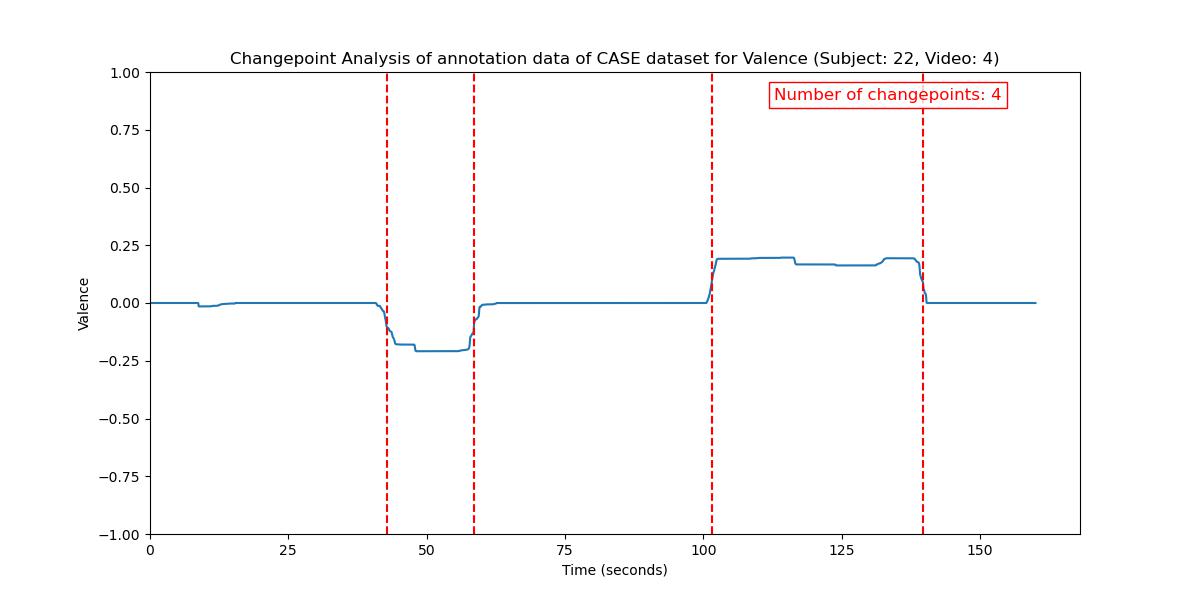 Changepoint Analysis of annotation data of CASE dataset for Valence (Subject: 22, Video: 4)
Number of changepoints: 4
1.00
0.75
0.50
0.25
0.00
−0.25
−0.50
−0.75
−1.00
Valence
0 25 50 75 100 125 150
Time (seconds)